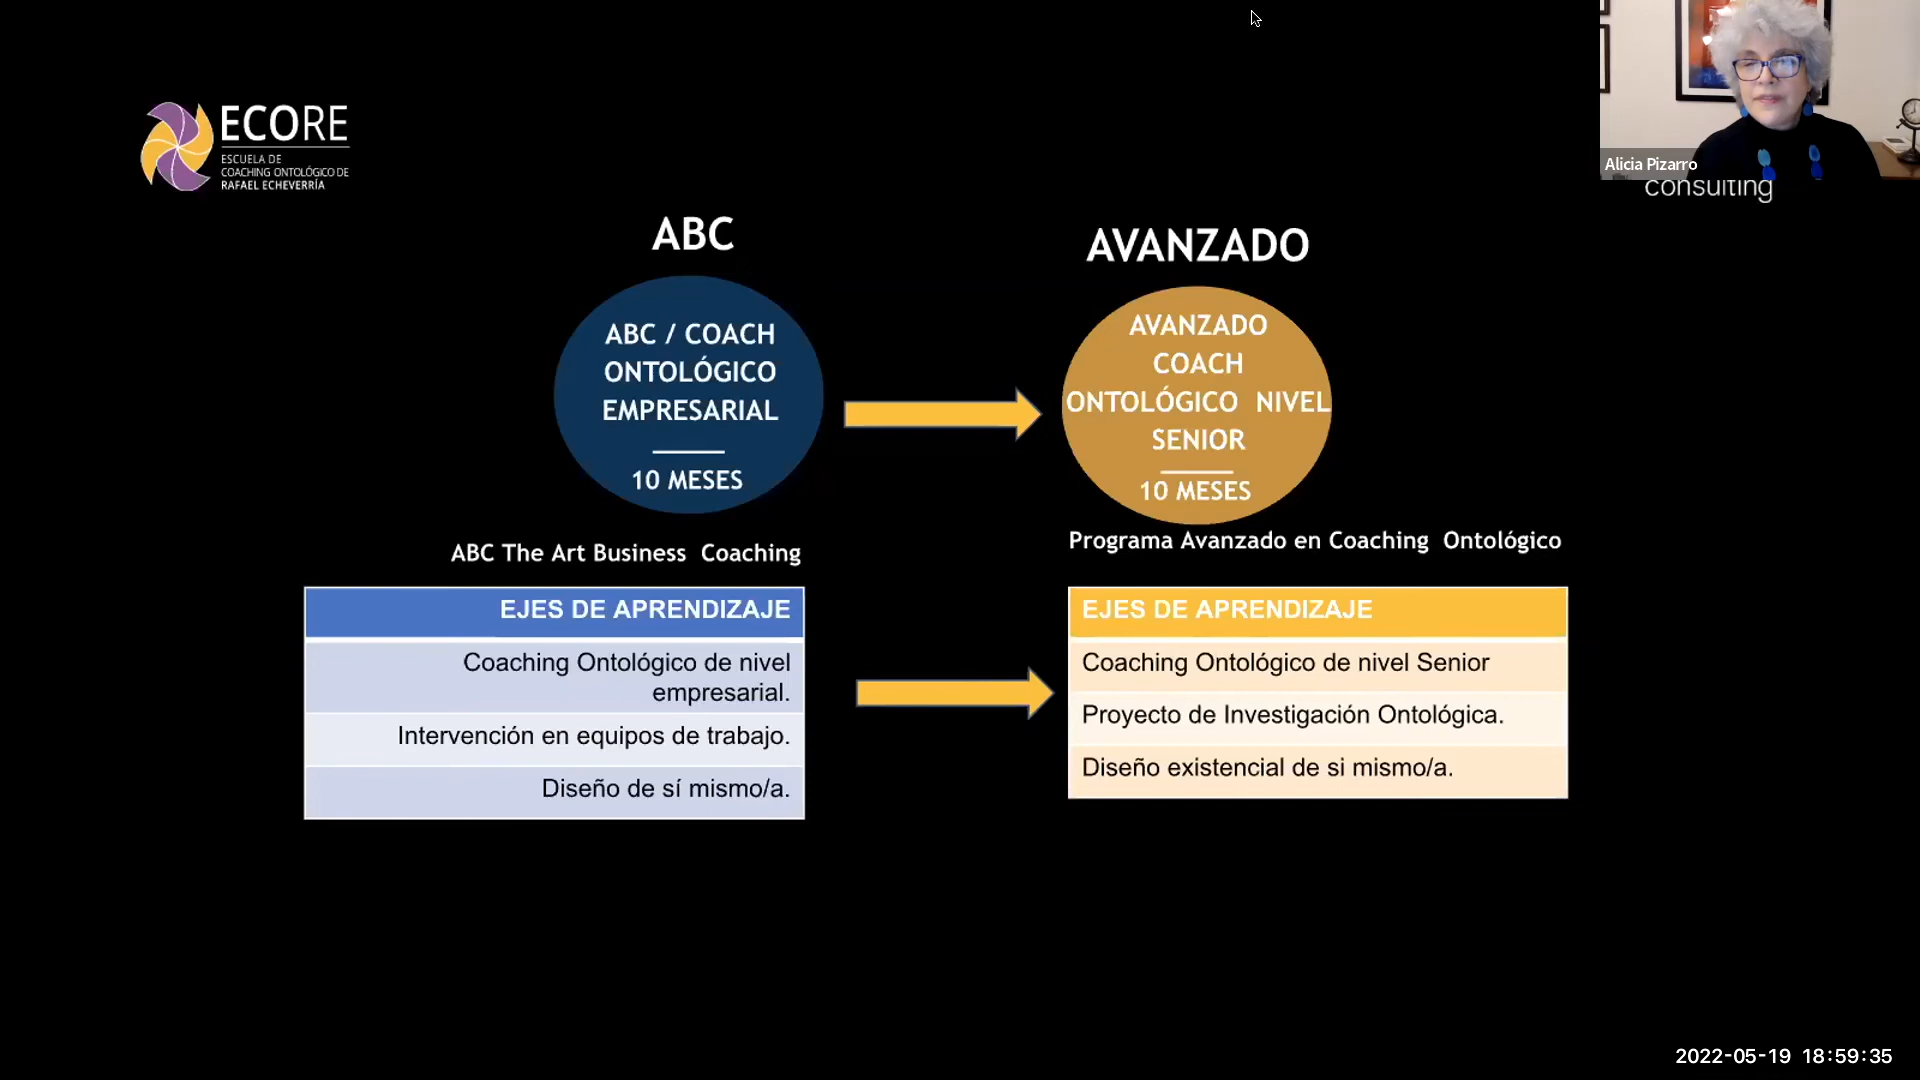 ECORE
ESCUELA DE
COACHING ONTOLÓGICO DE
RAFAEL ECHEVERRÍA
Alicia Pizarro
consulting
ABC
ABC / COACH
ONTOLÓGICO
EMPRESARIAL
10 MESES
ABC The Art Business Coaching
AVANZADO
AVANZADO
COACH
ONTOLÓGICO NIVEL
SENIOR
10 MESES
Programa Avanzado en Coaching Ontológico
EJES DE APRENDIZAJE
Coaching Ontológico de nivel
empresarial.
Intervención en equipos de trabajo.
Diseño de sí mismo/a.
EJES DE APRENDIZAJE
Coaching Ontológico de nivel Senior
Proyecto de Investigación Ontológica.
Diseño existencial de si mismo/a.
2022-05-19 18:59:35